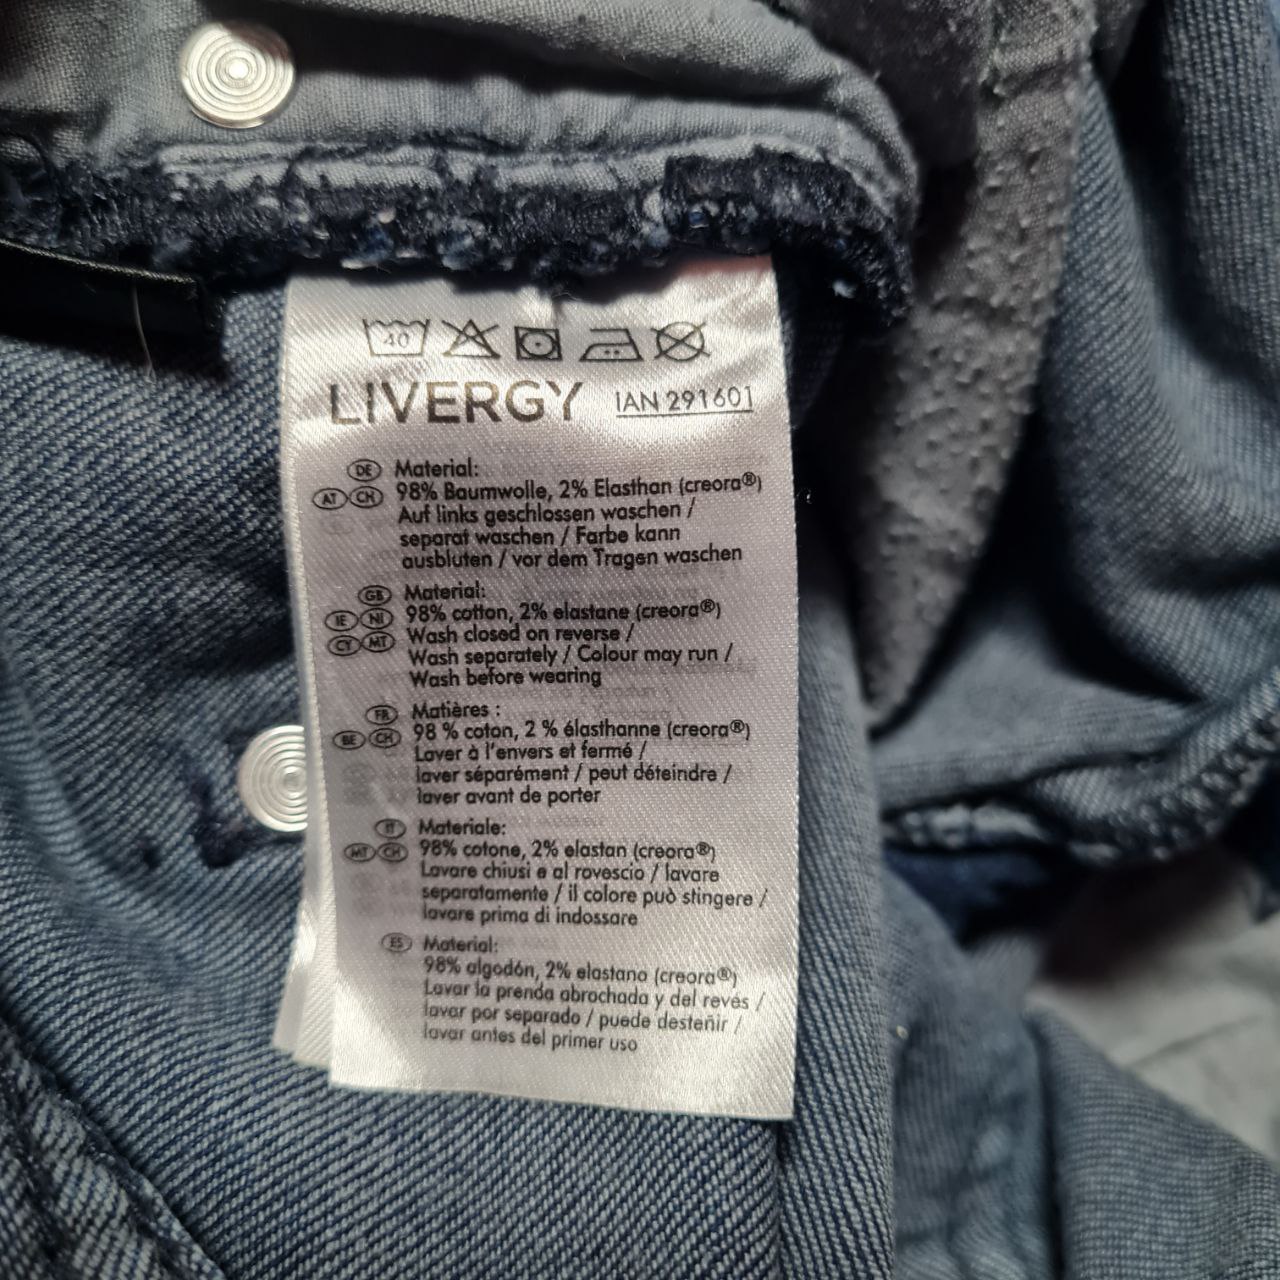 40
LIVERGY IAN 291601
DE Material:
AT CH 98% Baumwolle, 2% Elasthan (creora®)
Auf links geschlossen waschen /
separat waschen / Farbe kann
ausbluten / vor dem Tragen waschen
GB Material:
IE NI 98% cotton, 2% elastane (creora®)
CY MT Wash closed on reverse /
Wash separately / Colour may run /
Wash before wearing
FR Matières :
BE CH 98 % coton, 2 % élasthanne (creora®)
Laver à l'envers et fermé /
laver séparément / peut déteindre /
laver avant de porter
IT Materiale:
MT CH 98% cotone, 2% elastan (creora®)
Lavare chiusi e al rovescio / lavare
separatamente / il colore può stingere /
lavare prima di indossare
ES Material:
98% algodón, 2% elastano (creora®)
Lavar la prenda abrochada y del revés /
lavar por separado / puede desteñir /
lavar antes del primer uso